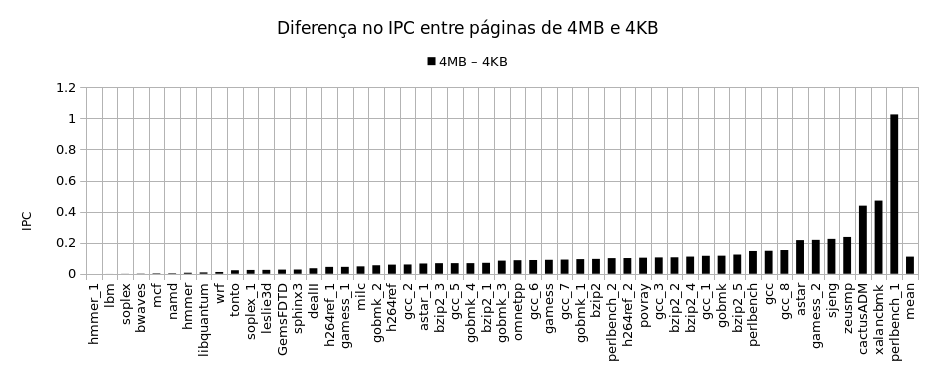 Diferença no IPC entre páginas de 4MB e 4KB
4MB – 4KB
1.2
1
0.8
0.6
0.4
0.2
0
IPC
hmmer_1
lbm
soplex
bwaves
mcf
namd
hmmer
libquantum
wrf
tonto
soplex_1
leslie3d
GemsFDTD
sphinx3
dealII
h264ref_1
gamess_1
milc
gobmk_2
h264ref
gcc_2
astar_1
bzip2_3
gcc_5
gobmk_4
bzip2_1
gobmk_3
omnetpp
gcc_6
gamess
gcc_7
gobmk_1
bzip2
perlbench_2
h264ref_2
povray
gcc_3
bzip2_2
bzip2_4
gcc_1
gobmk
bzip2_5
perlbench
gcc
gcc_8
astar
gamess_2
sjeng
zeusmp
cactusADM
xalancbmk
perlbench_1
mean